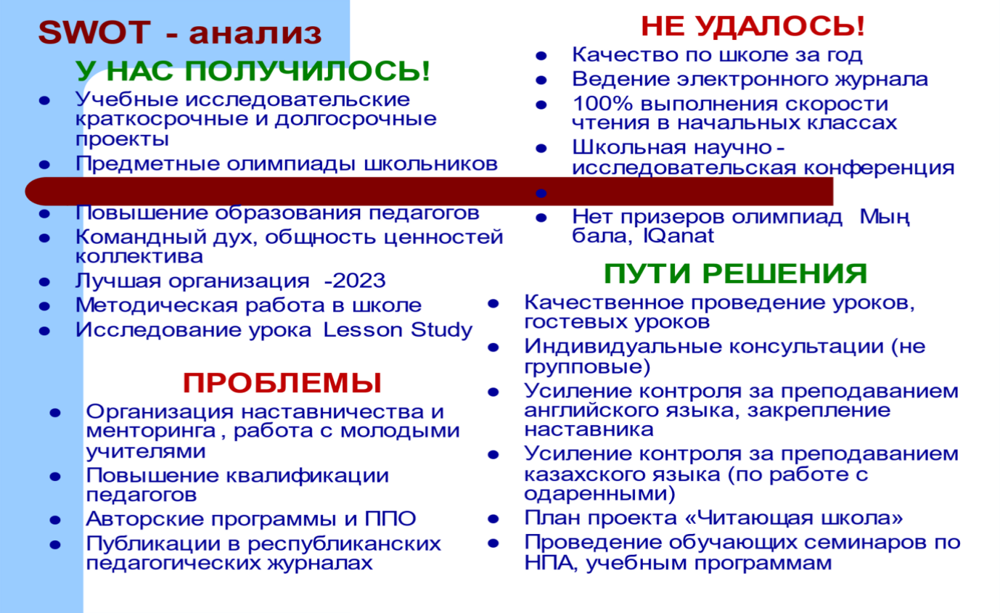 SWOT - анализ
У НАС ПОЛУЧИЛОСЬ!
● Учебные исследовательские
краткосрочные и долгосрочные
проекты
● Предметные олимпиады школьников
● Повышение образования педагогов
● Командный дух, общность ценностей
коллектива
● Лучшая организация -2023
● Методическая работа в школе
● Исследование урока Lesson Study
ПРОБЛЕМЫ
● Организация наставничества и
менторинга , работа с молодыми
учителями
● Повышение квалификации
педагогов
● Авторские программы и ППО
● Публикации в республиканских
педагогических журналах
НЕ УДАЛОСЬ!
● Качество по школе за год
● Ведение электронного журнала
● 100% выполнения скорости
чтения в начальных классах
● Школьная научно -
исследовательская конференция
●
● Нет призеров олимпиад Мың
бала, IQanat
ПУТИ РЕШЕНИЯ
● Качественное проведение уроков,
гостевых уроков
● Индивидуальные консультации (не
групповые)
● Усиление контроля за преподаванием
английского языка, закрепление
наставника
● Усиление контроля за преподаванием
казахского языка (по работе с
одаренными)
● План проекта «Читающая школа»
● Проведение обучающих семинаров по
НПА, учебным программам